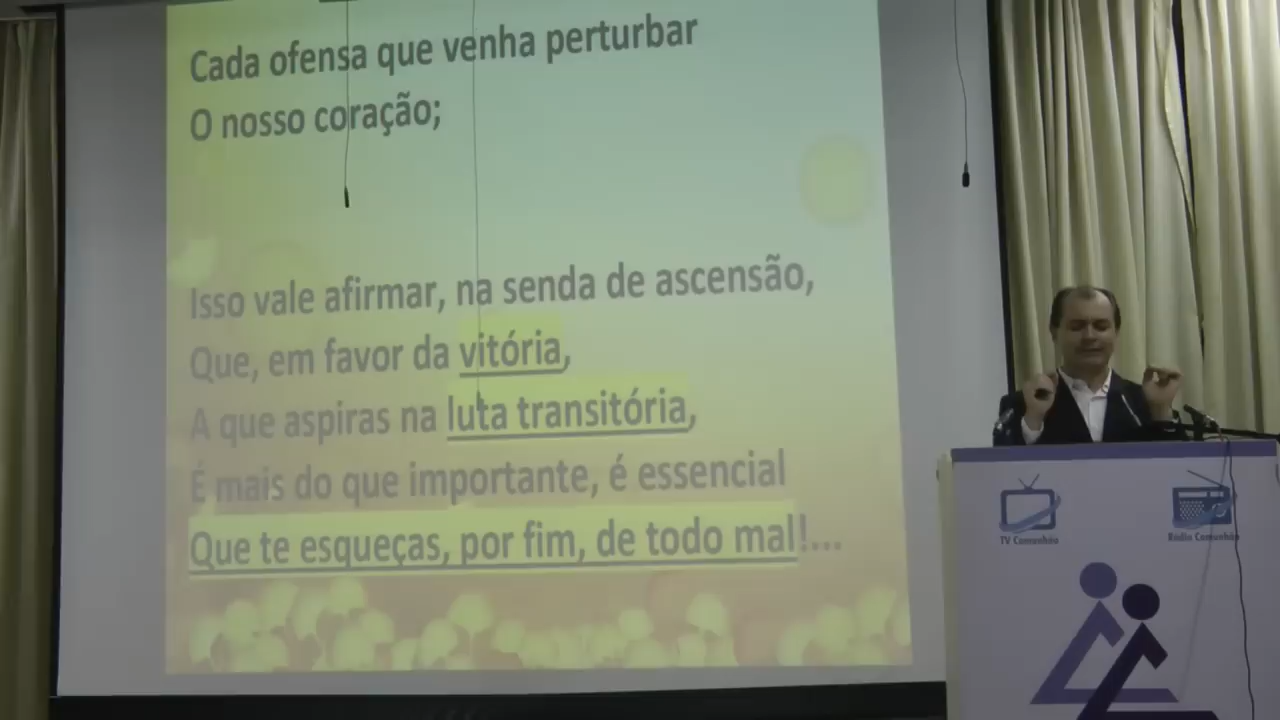 Cada ofensa que venha perturbar
O nosso coração;
Isso vale afirmar, na senda de ascensão,
Que, em favor da vitória,
A que aspiras na luta transitória,
É mais do que importante, é essencial
Que te esqueças, por fim, de todo mal!...
TV Comunhão
Rádio Comunhão